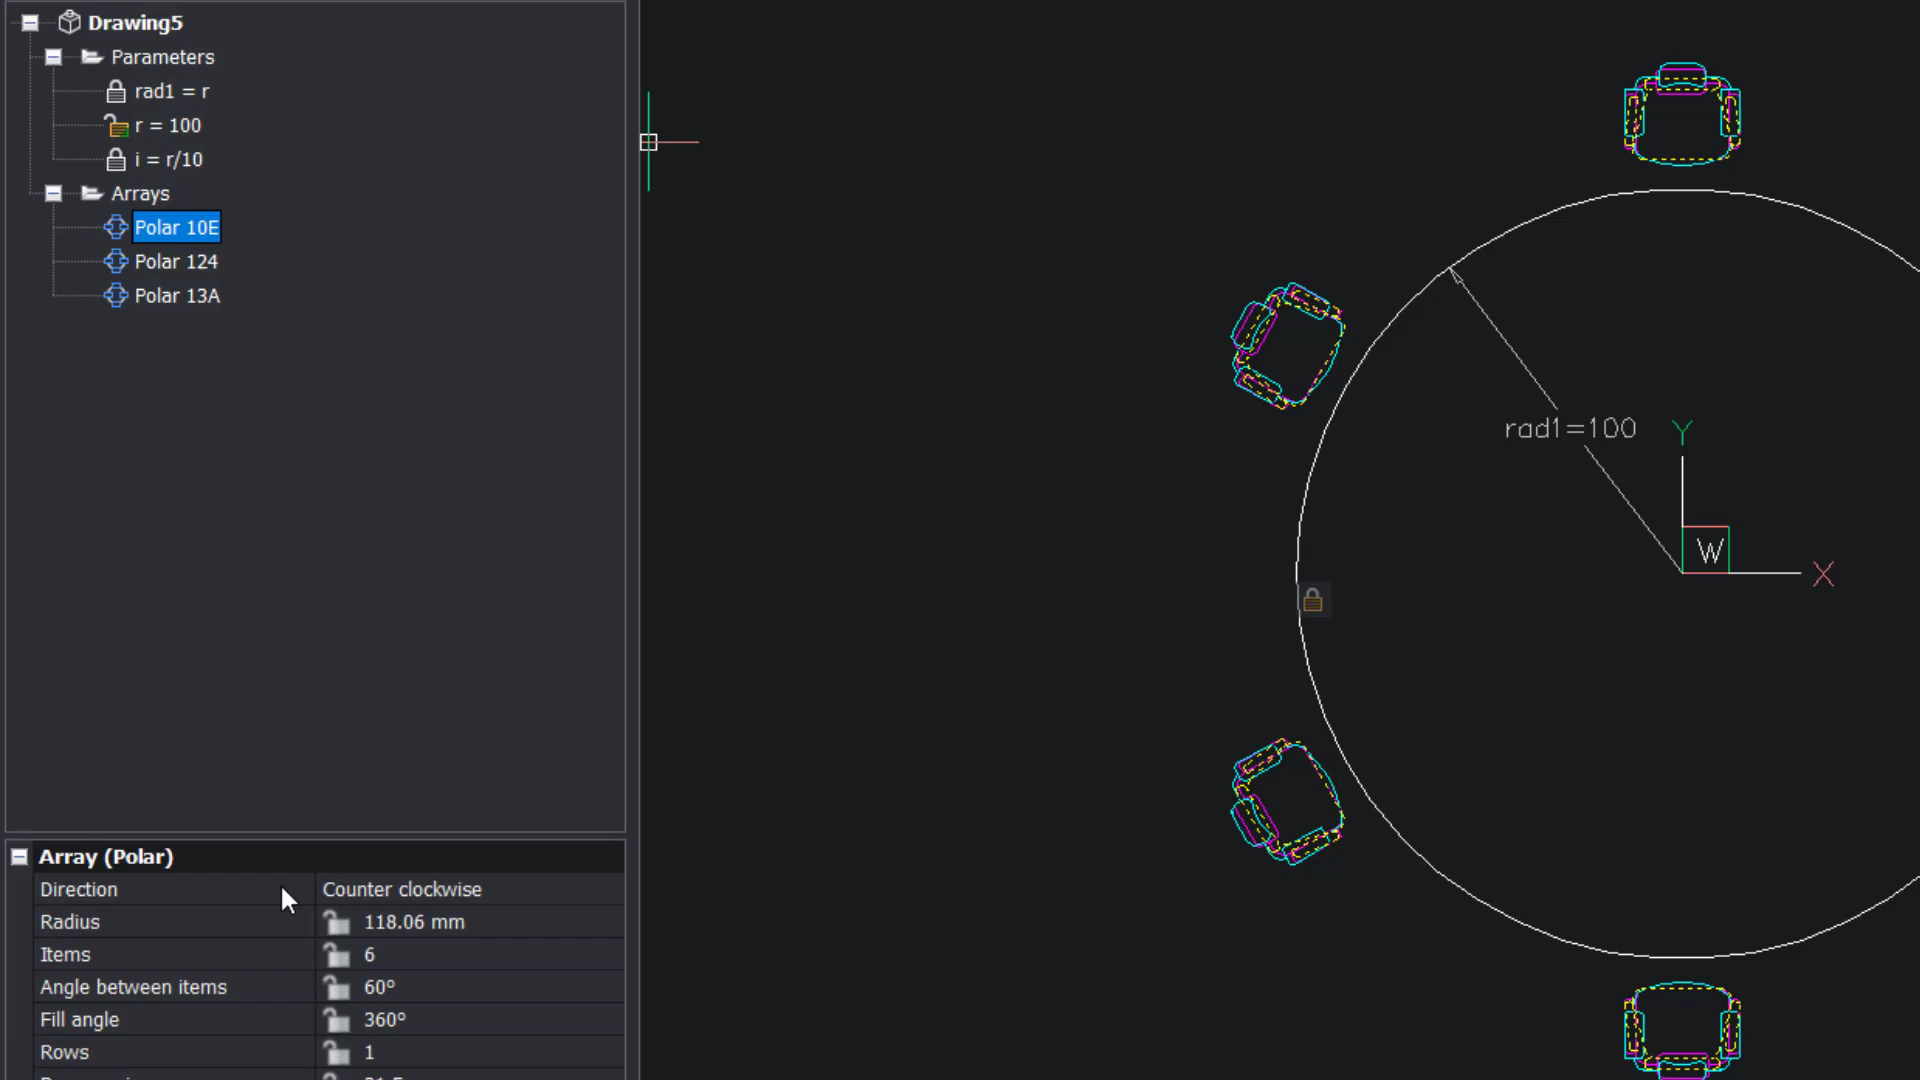 Drawing5
Parameters
rad1 = r
r = 100
i = r/10
Arrays
Polar 10E
Polar 124
Polar 13A
rad1=100
Y
W
X
Array (Polar)
Direction Counter clockwise
Radius 118.06 mm
Items 6
Angle between items 60°
Fill angle 360°
Rows 1